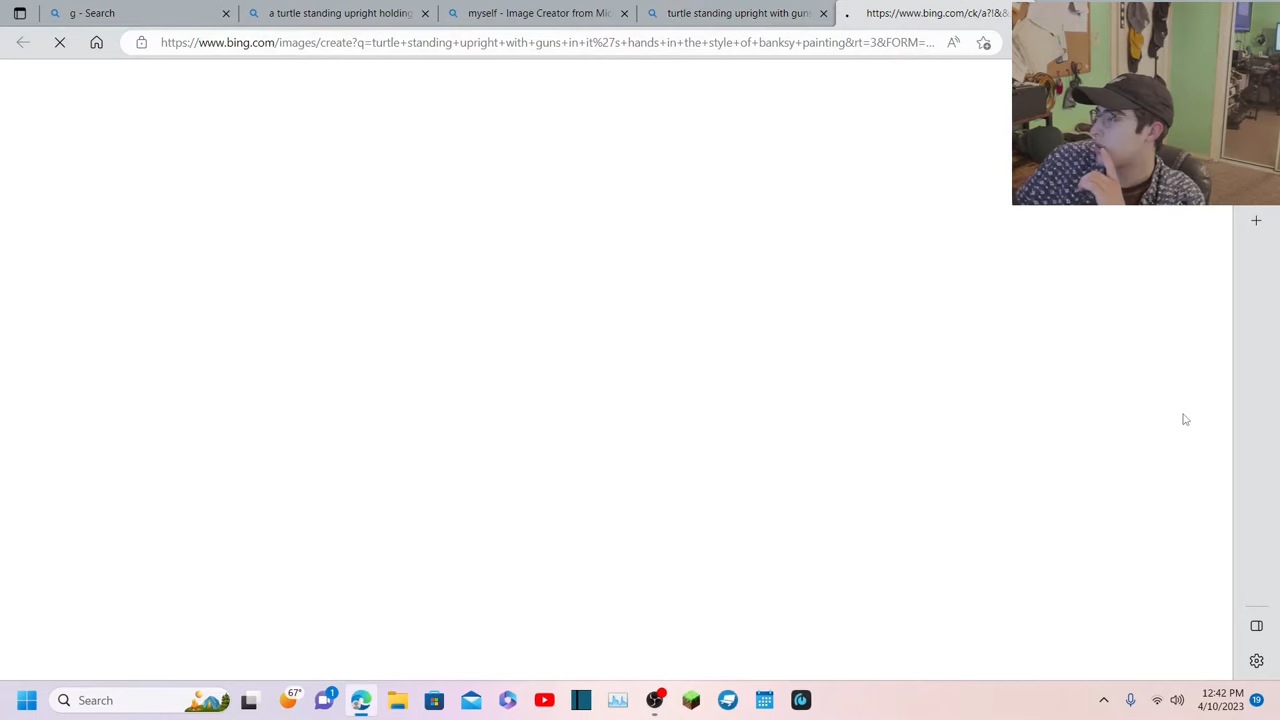 g - Search
a turtle standing upright holding
myself - Image Creator from Mic
turtle standing upright with guns
https://www.bing.com/ck/a?!&&
https://www.bing.com/images/create?q=turtle+standing+upright+with+guns+in+it%27s+hands+in+the+style+of+banksy+painting&rt=3&FORM=...
Search
67°
1
12:42 PM
4/10/2023
19